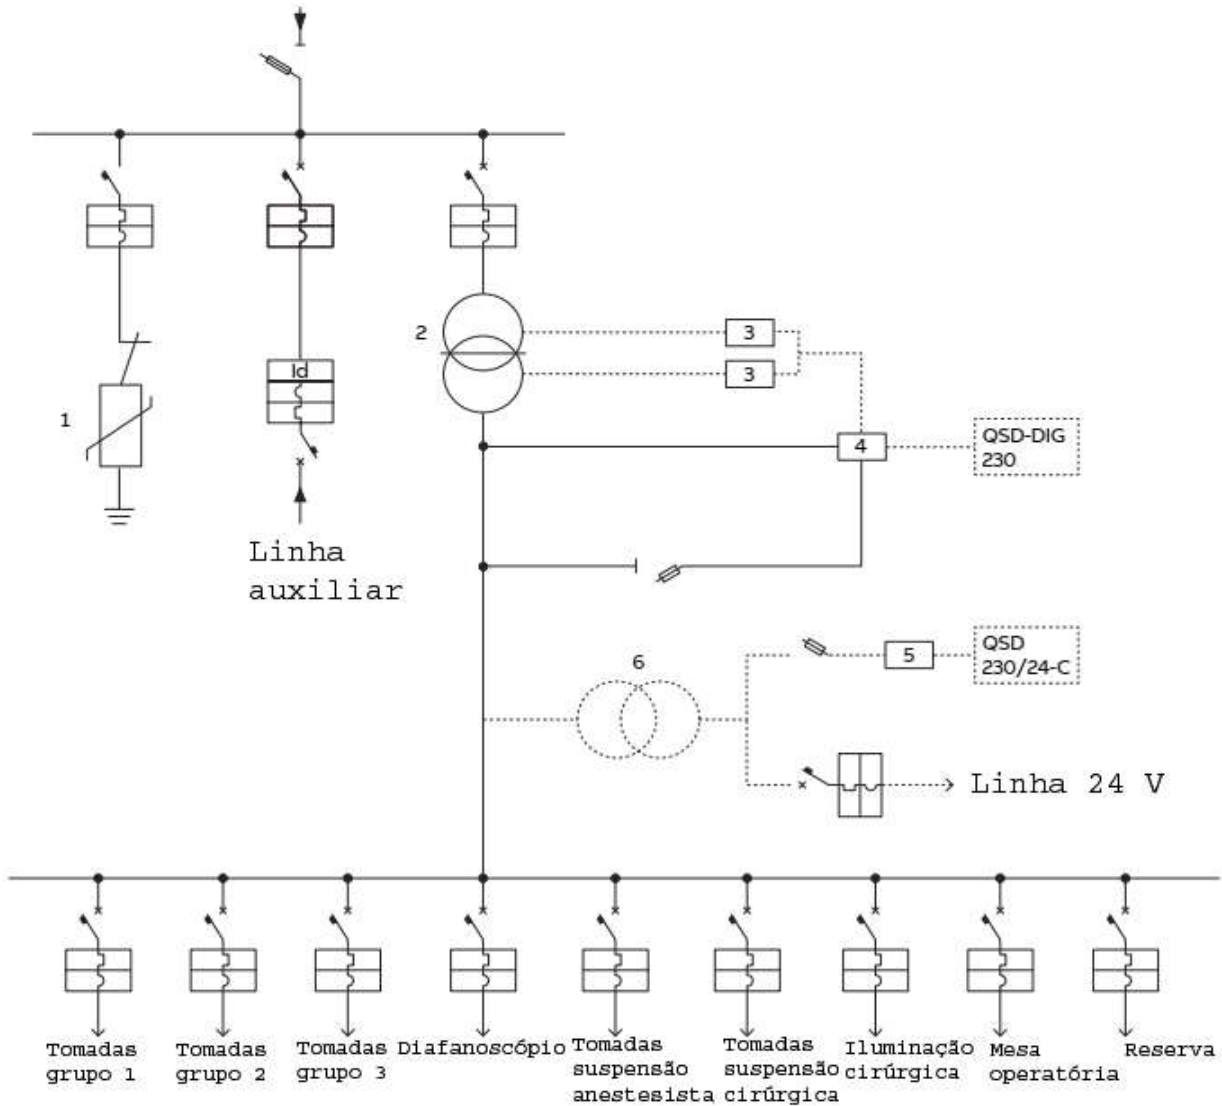 2
3
3
Id
1
4
QSD-DIG
230
Linha
auxiliar
6
5
QSD
230/24-C
Linha 24 V
Tomadas
grupo 1
Tomadas
grupo 2
Tomadas
grupo 3
Diafanoscópio
Tomadas
suspensão
anestesista
Tomadas
suspensão
cirúrgica
Iluminação
cirúrgica
Mesa
operatória
Reserva